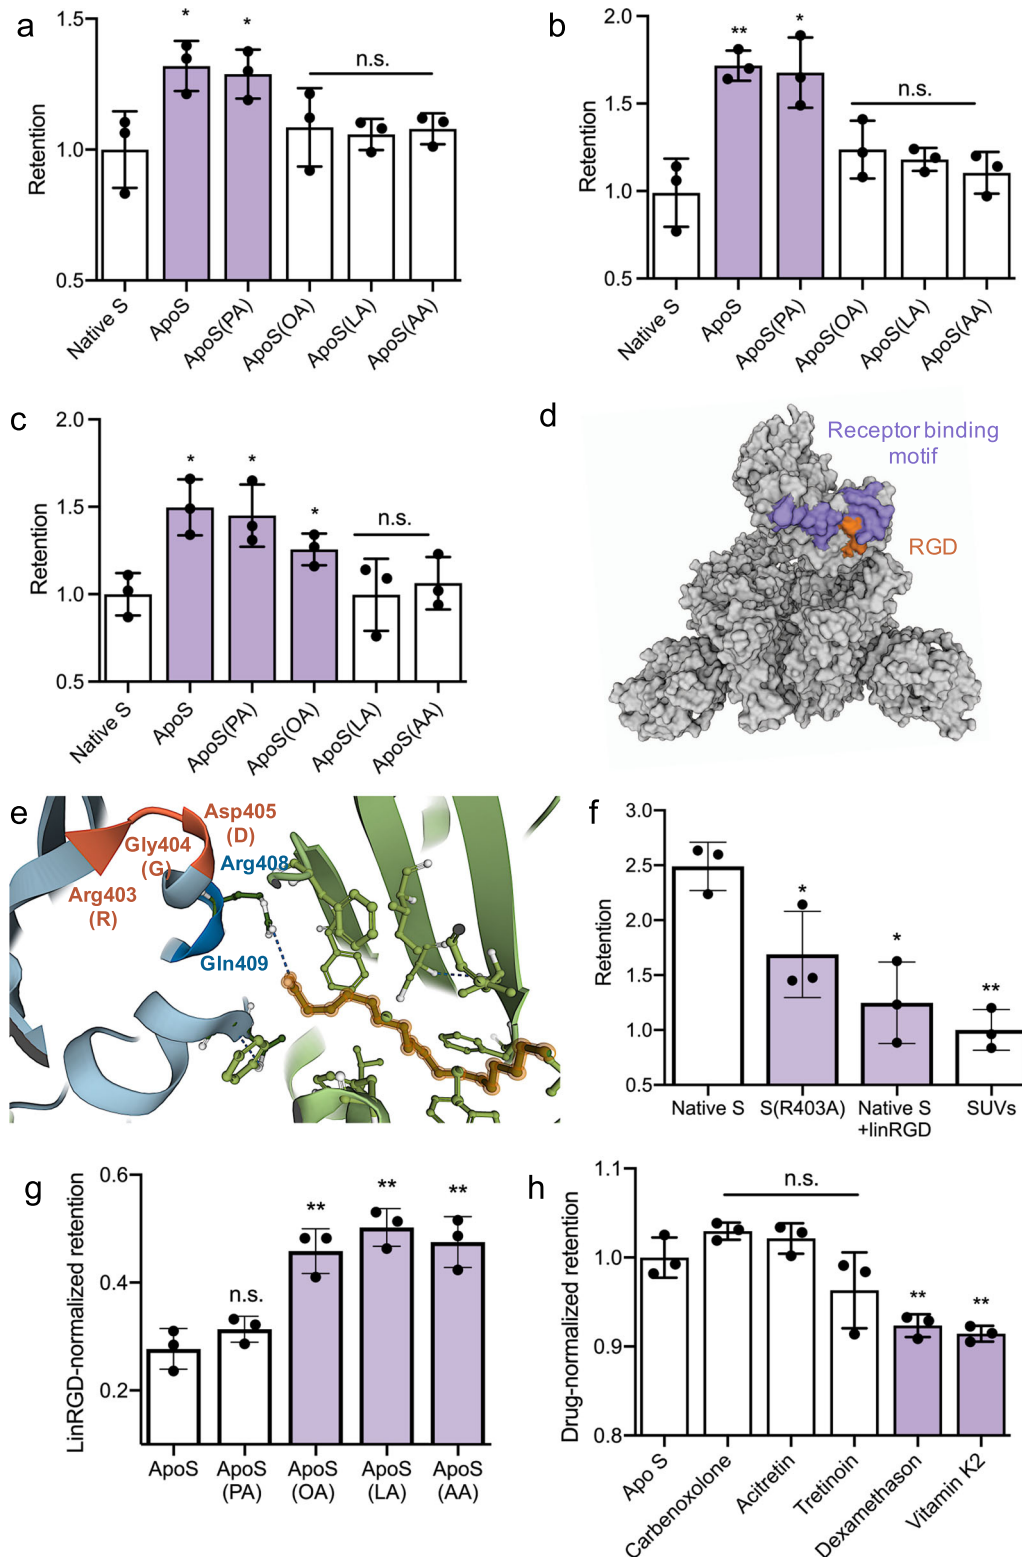 a
1.5
1.0
0.5
Retention
*
*
n.s.
Native S
ApoS
ApoS(PA)
ApoS(OA)
ApoS(LA)
ApoS(AA)
b
2.0
1.5
1.0
0.5
Retention
**
*
n.s.
Native S
ApoS
ApoS(PA)
ApoS(OA)
ApoS(LA)
ApoS(AA)
c
2.0
1.5
1.0
0.5
Retention
*
*
*
n.s.
Native S
ApoS
ApoS(PA)
ApoS(OA)
ApoS(LA)
ApoS(AA)
d
Receptor binding
motif
RGD
e
Asp405
(D)
Gly404
(G)
Arg408
Arg403
(R)
Gln409
f
3.0
2.5
2.0
1.5
1.0
0.5
Retention
*
*
**
Native S
S(R403A)
Native S
+linRGD
SUVs
g
0.6
0.4
0.2
LinRGD-normalized retention
n.s.
**
**
**
ApoS
ApoS
(PA)
ApoS
(OA)
ApoS
(LA)
ApoS
(AA)
h
1.1
1.0
0.9
0.8
Drug-normalized retention
n.s.
**
**
Apo S
Carbenoxolone
Acitretin
Tretinoin
Dexamethason
Vitamin K2